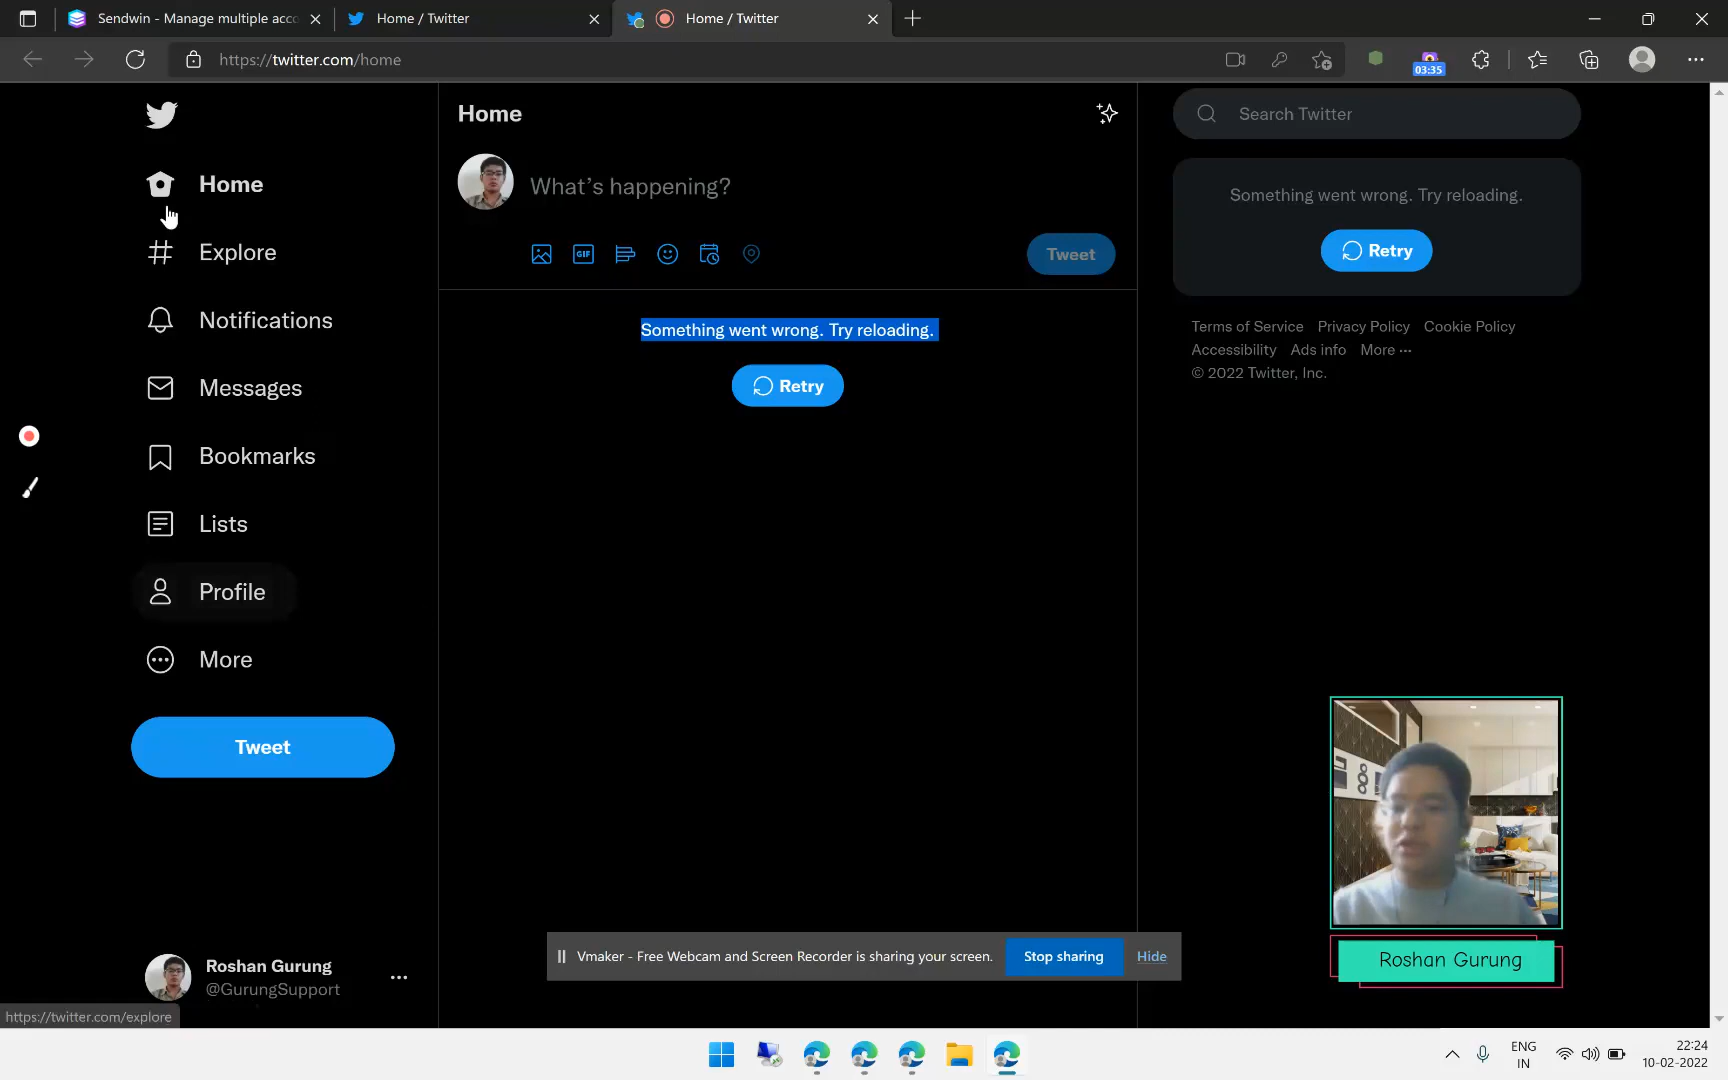 Sendwin - Manage multiple acco
Home / Twitter
Home / Twitter
https://twitter.com/home
03:35
Home
Explore
Notifications
Messages
Bookmarks
Lists
Profile
More
Tweet
Roshan Gurung
@GurungSupport
https://twitter.com/explore
Home
What's happening?
GIF
Tweet
Something went wrong. Try reloading.
Retry
Search Twitter
Something went wrong. Try reloading.
Retry
Terms of Service Privacy Policy Cookie Policy
Accessibility Ads info More ···
© 2022 Twitter, Inc.
Roshan Gurung
Vmaker - Free Webcam and Screen Recorder is sharing your screen. Stop sharing Hide
ENG
IN
22:24
10-02-2022